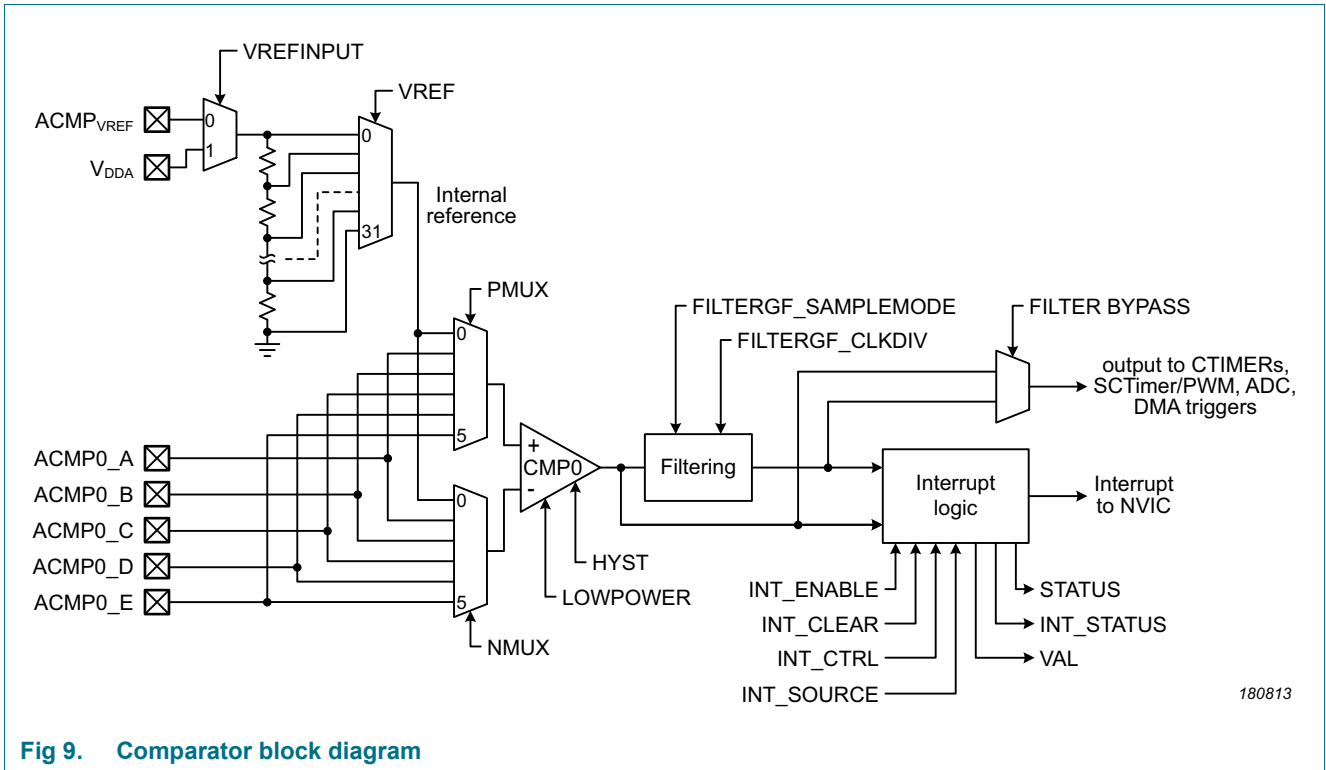 VREFINPUT
VREF
ACMPVREF
0
0
VDDA
1
Internal
reference
31
PMUX
0
FILTERGF_SAMPLEMODE
FILTER BYPASS
FILTERGF_CLKDIV
output to CTIMERs,
SCTimer/PWM, ADC,
DMA triggers
5
+
CMP0
-
Filtering
ACMP0_A
ACMP0_B
ACMP0_C
ACMP0_D
ACMP0_E
0
Interrupt
logic
Interrupt
to NVIC
HYST
LOWPOWER
5
NMUX
INT_ENABLE
INT_CLEAR
INT_CTRL
INT_SOURCE
STATUS
INT_STATUS
VAL
180813
Fig 9. Comparator block diagram